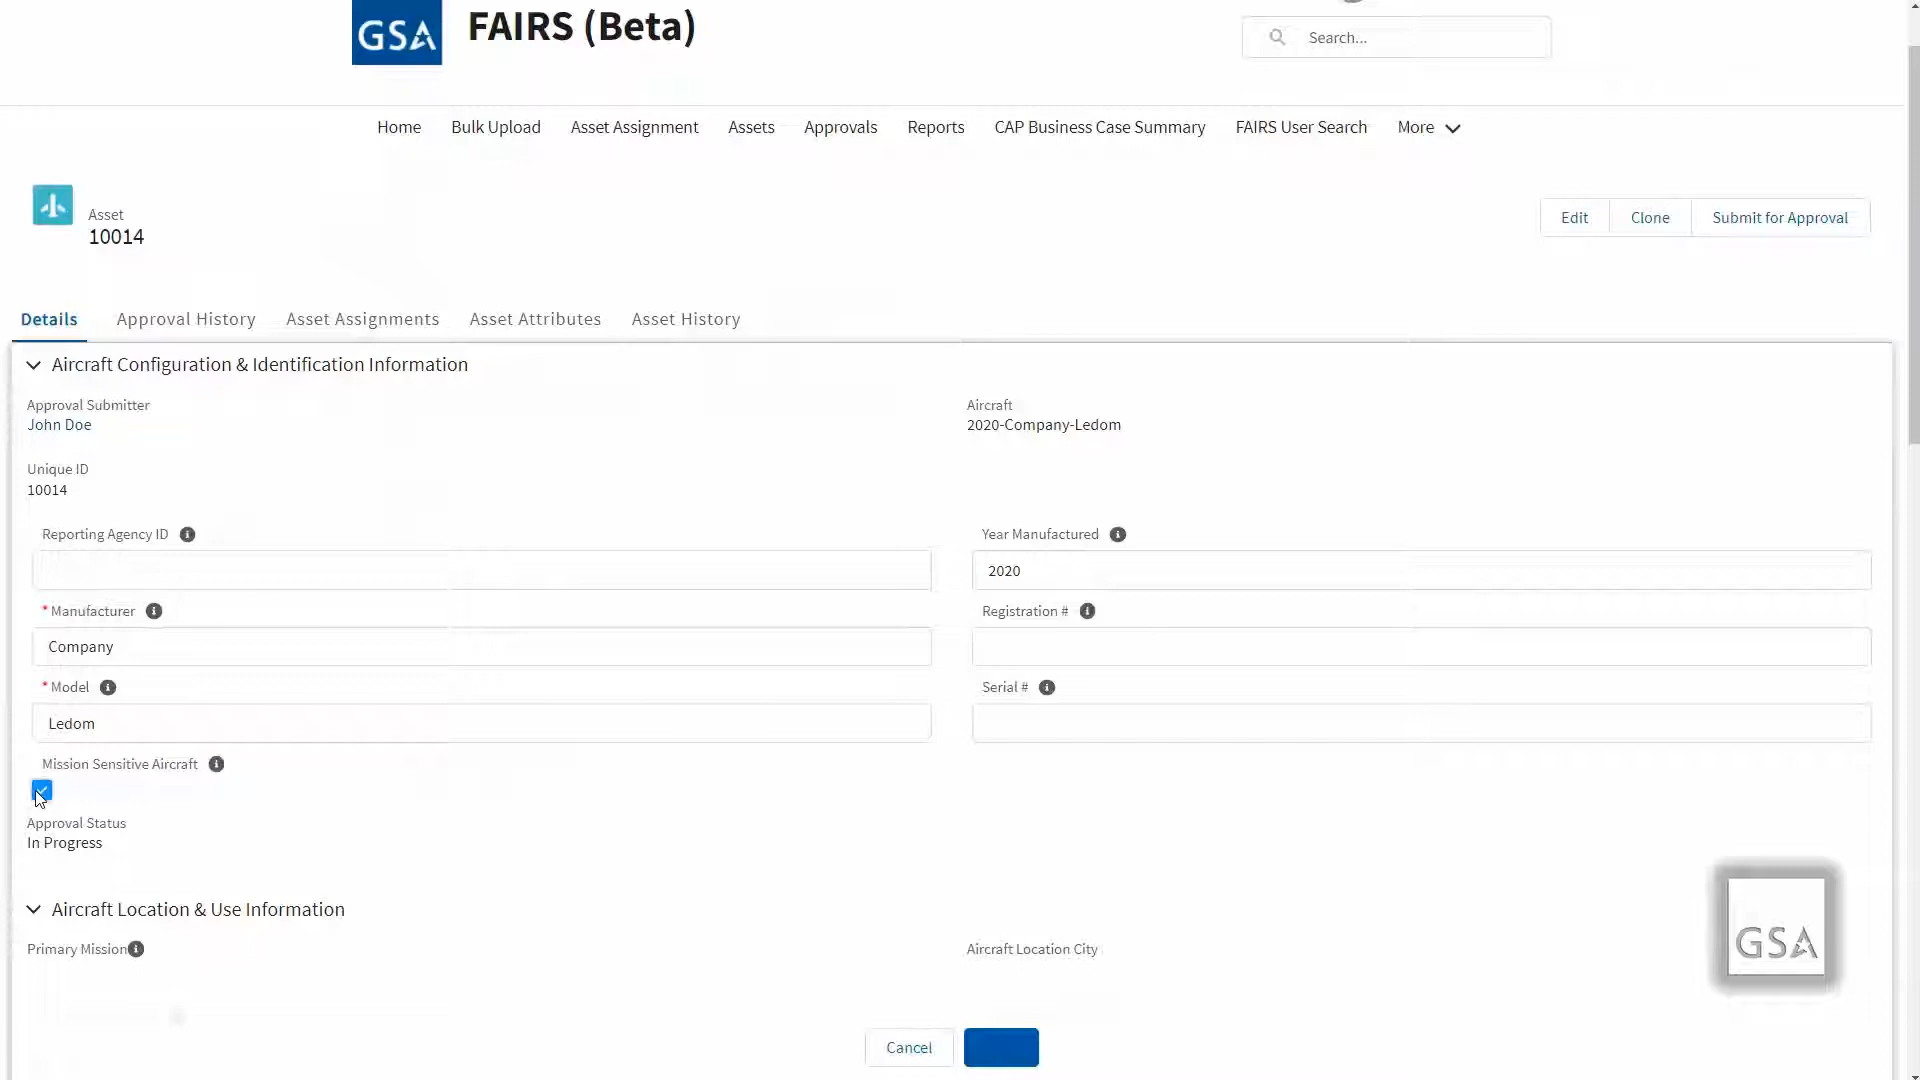 GSA
FAIRS (Beta)
Search...
Home Bulk Upload Asset Assignment Assets Approvals Reports CAP Business Case Summary FAIRS User Search More
Asset
10014
Edit Clone Submit for Approval
Details Approval History Asset Assignments Asset Attributes Asset History
Aircraft Configuration & Identification Information
Approval Submitter
John Doe
Aircraft
2020-Company-Ledom
Unique ID
10014
Reporting Agency ID
Year Manufactured
2020
* Manufacturer
Company
Registration #
* Model
Ledom
Serial #
Mission Sensitive Aircraft
Approval Status
In Progress
Aircraft Location & Use Information
Primary Mission
Aircraft Location City
GSA
Cancel